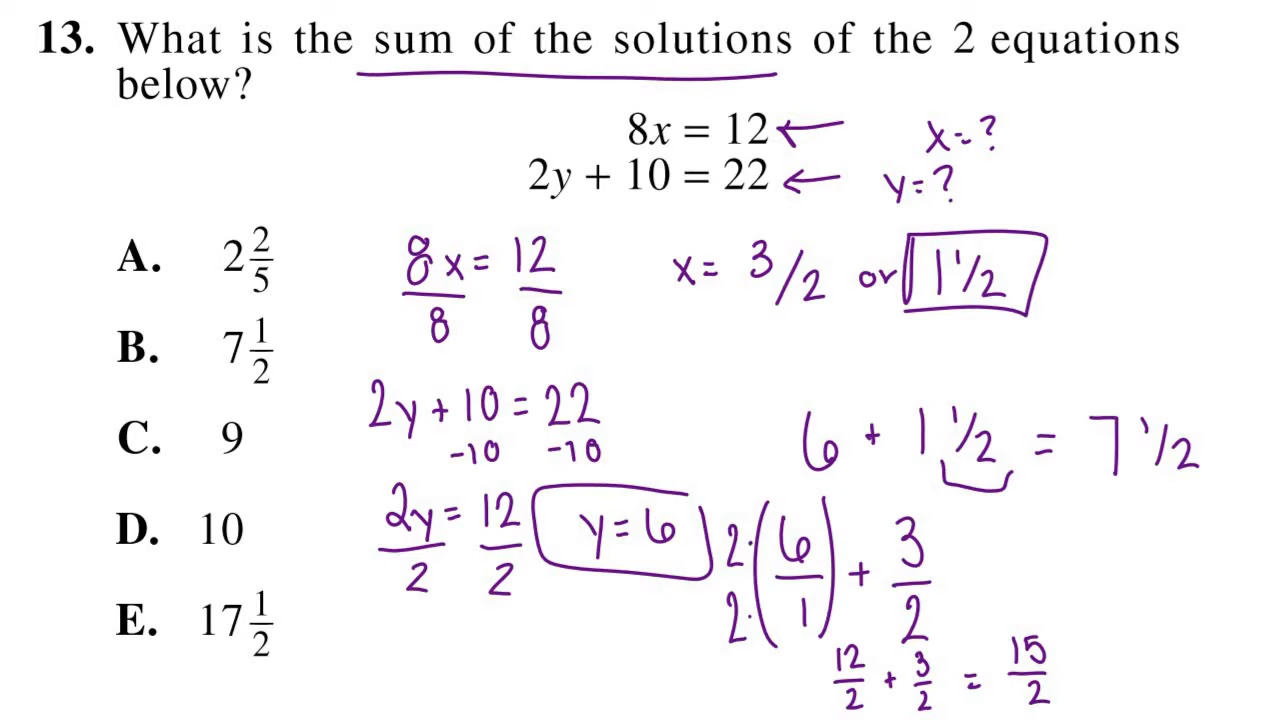 13. What is the sum of the solutions of the 2 equations
below?
8x = 12 ← x = ?
2y + 10 = 22 ← y = ?
A. 2 2/5
8x = 12
8 8
x = 3/2 or 1 1/2
B. 7 1/2
2y + 10 = 22
-10 -10
C. 9
6 + 1 1/2 = 7 1/2
2y = 12
2 2
y = 6
D. 10
2· (6/1) + 3/2
2·
E. 17 1/2
12/2 + 3/2 = 15/2